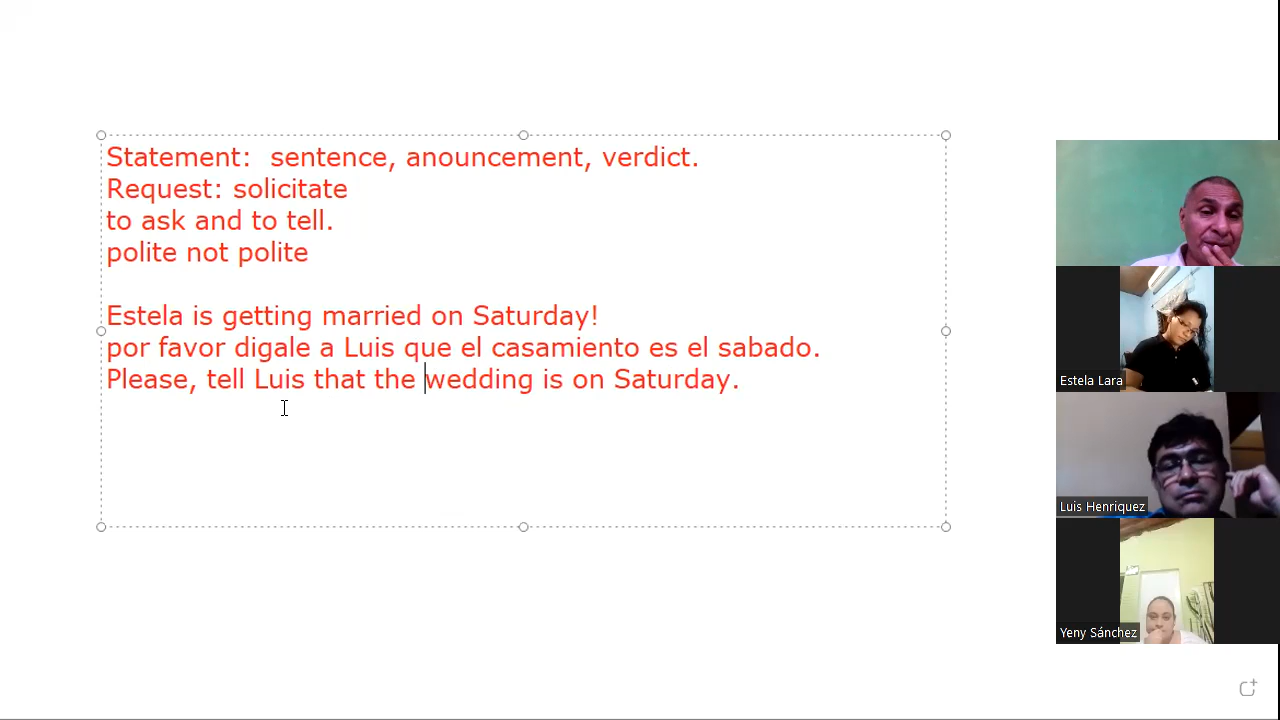 Statement:  sentence, anouncement, verdict.
Request: solicitate
to ask and to tell.
polite not polite
Estela is getting married on Saturday!
por favor digale a Luis que el casamiento es el sabado.
Please, tell Luis that the wedding is on Saturday.
Estela Lara
Luis Henriquez
Yeny Sánchez